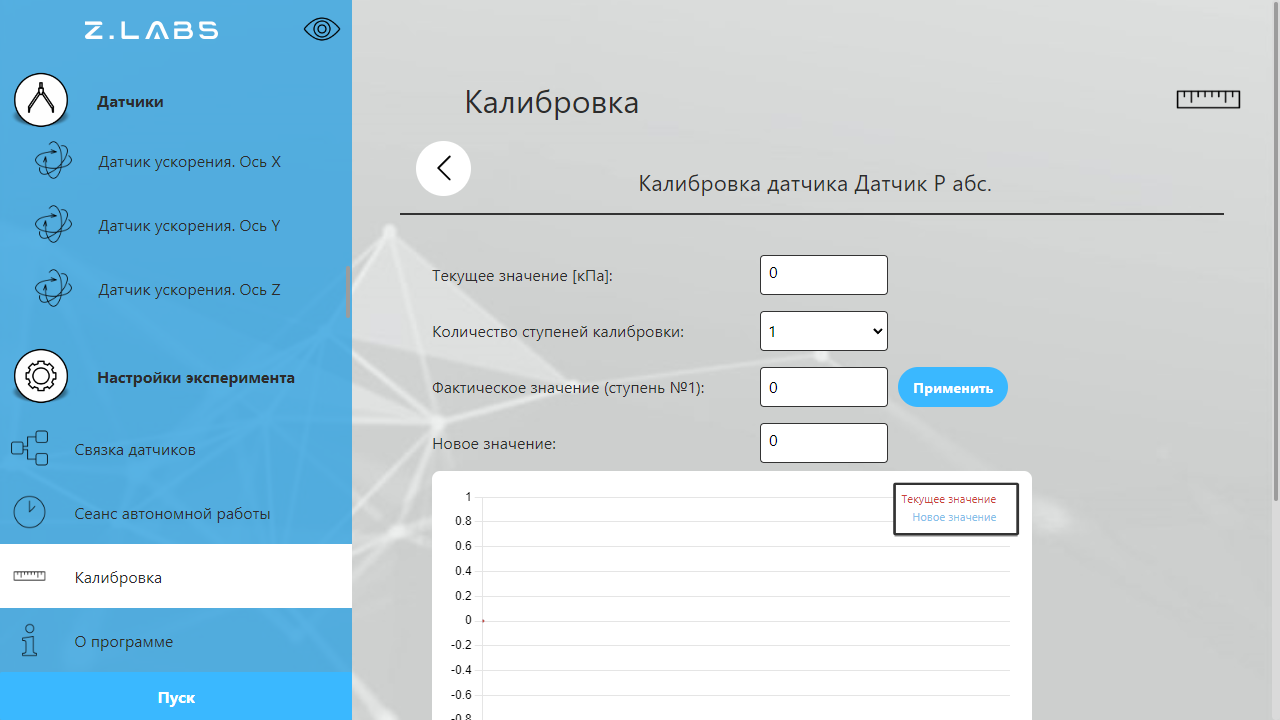 Z.LABS
Датчики
Датчик ускорения. Ось X
Датчик ускорения. Ось Y
Датчик ускорения. Ось Z
Настройки эксперимента
Связка датчиков
Сеанс автономной работы
Калибровка
О программе
Пуск
Калибровка
Калибровка датчика Датчик P абс.
Текущее значение [кПа]:
0
Количество ступеней калибровки:
1
Фактическое значение (ступень №1):
0
Применить
Новое значение:
0
Текущее значение
Новое значение
1
0.8
0.6
0.4
0.2
0
-0.2
-0.4
-0.6
-0.8